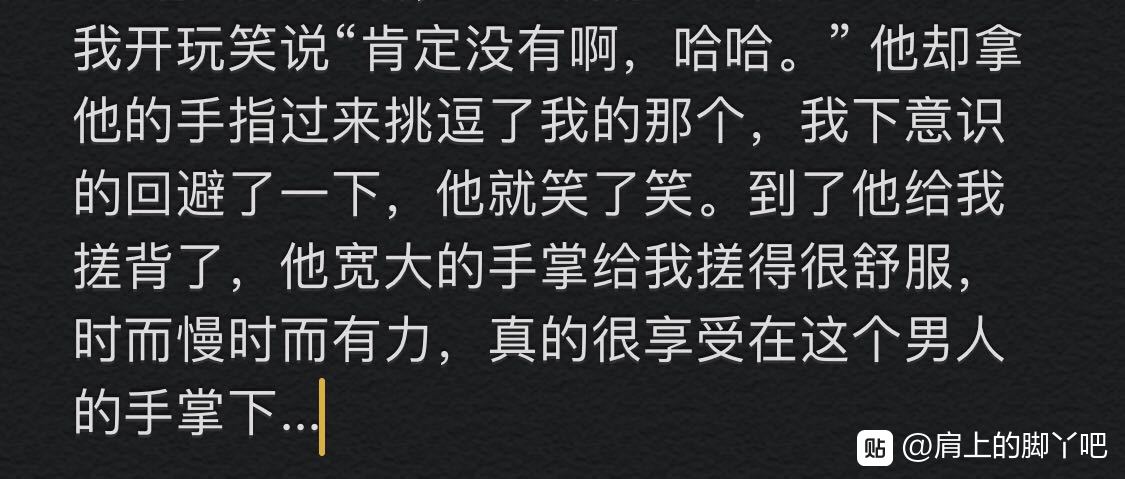 我开玩笑说“肯定没有啊，哈哈。” 他却拿
他的手指过来挑逗了我的那个，我下意识
的回避了一下，他就笑了笑。到了他给我
搓背了，他宽大的手掌给我搓得很舒服，
时而慢时而有力，真的很享受在这个男人
的手掌下...
贴 @肩上的脚丫吧